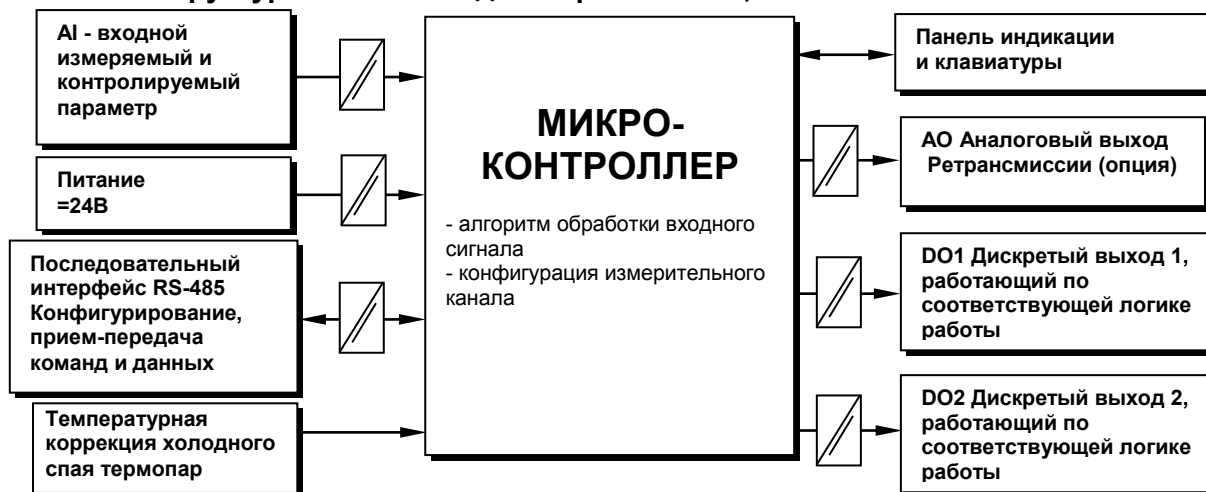 AI - входной
измеряемый и
контролируемый
параметр
Питание
=24В
Последовательный
интерфейс RS-485
Конфигурирование,
прием-передача
команд и данных
Температурная
коррекция холодного
спая термопар
МИКРО-
КОНТРОЛЛЕР
- алгоритм обработки входного
сигнала
- конфигурация измерительного
канала
Панель индикации
и клавиатуры
АО Аналоговый выход
Ретрансмиссии (опция)
DO1 Дискретый выход 1,
работающий по
соответствующей логике
работы
DO2 Дискретый выход 2,
работающий по
соответствующей логике
работы